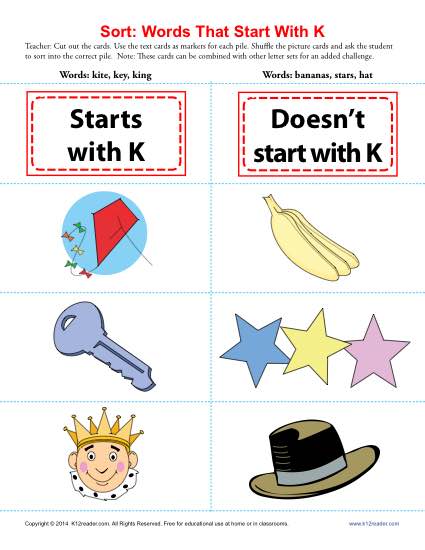 Sort: Words That Start With K
Teacher: Cut out the cards. Use the text cards as markers for each pile. Shuffle the picture cards and ask the student
to sort into the correct pile. Note: These cards can be combined with other letter sets for an added challenge.
Words: kite, key, king
Words: bananas, stars, hat
Starts
with K
Doesn't
start with K
Copyright © 2014 K12reader.com. All Rights Reserved. Free for educational use at home or in classrooms.
www.k12reader.com